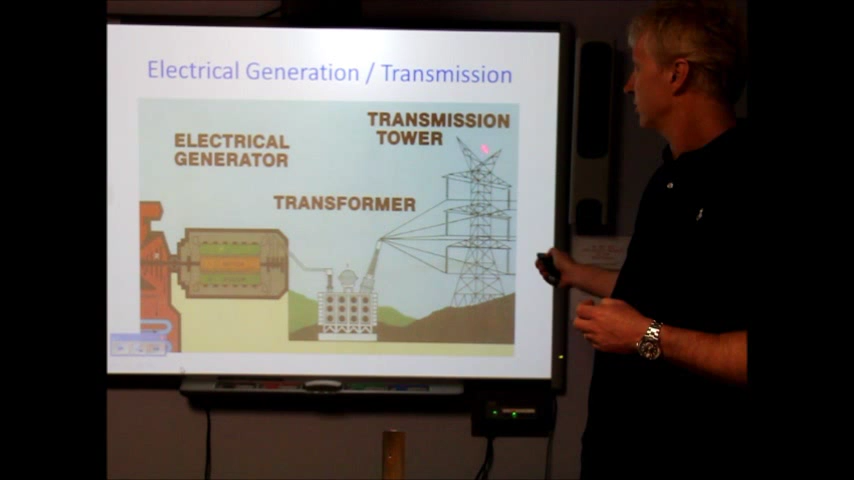 Electrical Generation / Transmission
TRANSMISSION
TOWER
ELECTRICAL
GENERATOR
TRANSFORMER